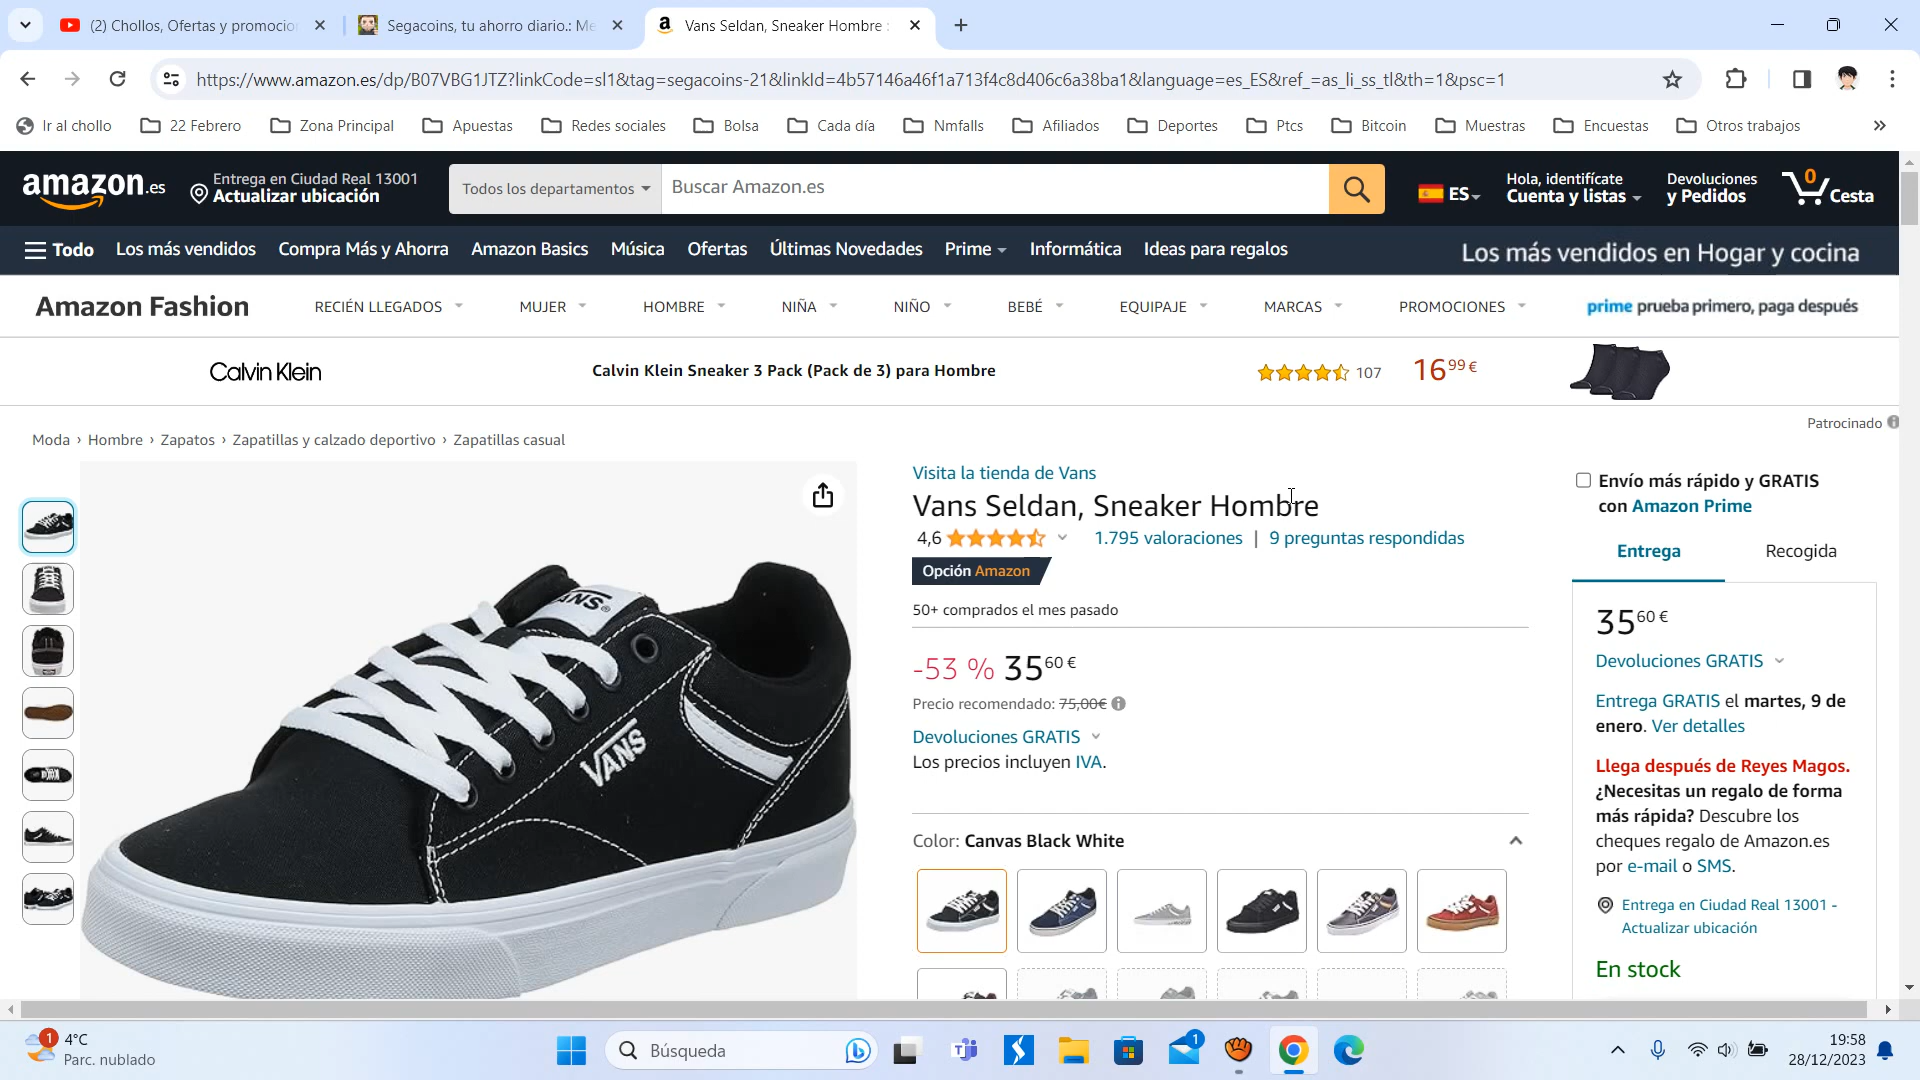 (2) Chollos, Ofertas y promocio
Segacoins, tu ahorro diario.: Me
Vans Seldan, Sneaker Hombre :
https://www.amazon.es/dp/B07VBG1JTZ?linkCode=sl1&tag=segacoins-21&linkId=4b57146a46f1a713f4c8d406c6a38ba1&language=es_ES&ref_=as_li_ss_tl&th=1&psc=1
Ir al chollo 22 Febrero Zona Principal Apuestas Redes sociales Bolsa Cada día Nmfalls Afiliados Deportes Ptcs Bitcoin Muestras Encuestas Otros trabajos »
amazon.es
Entrega en Ciudad Real 13001
Actualizar ubicación
Todos los departamentos
Buscar Amazon.es
ES
Hola, identifícate
Cuenta y listas
Devoluciones
y Pedidos
0
Cesta
Todo Los más vendidos Compra Más y Ahorra Amazon Basics Música Ofertas Últimas Novedades Prime Informática Ideas para regalos
Los más vendidos en Hogar y cocina
Amazon Fashion
RECIÉN LLEGADOS MUJER HOMBRE NIÑA NIÑO BEBÉ EQUIPAJE MARCAS PROMOCIONES
prime prueba primero, paga después
Calvin Klein
Calvin Klein Sneaker 3 Pack (Pack de 3) para Hombre
107
16 99 €
Patrocinado
Moda › Hombre › Zapatos › Zapatillas y calzado deportivo › Zapatillas casual
VANS
Visita la tienda de Vans
Vans Seldan, Sneaker Hombre
4,6
1.795 valoraciones | 9 preguntas respondidas
Opción Amazon
50+ comprados el mes pasado
-53 % 35 60 €
Precio recomendado: 75,00€
Devoluciones GRATIS
Los precios incluyen IVA.
Color: Canvas Black White
Envío más rápido y GRATIS
con Amazon Prime
Entrega
Recogida
35 60 €
Devoluciones GRATIS
Entrega GRATIS el martes, 9 de
enero. Ver detalles
Llega después de Reyes Magos.
¿Necesitas un regalo de forma
más rápida? Descubre los
cheques regalo de Amazon.es
por e-mail o SMS.
Entrega en Ciudad Real 13001 -
Actualizar ubicación
En stock
1
4°C
Parc. nublado
Búsqueda
1
19:58
28/12/2023